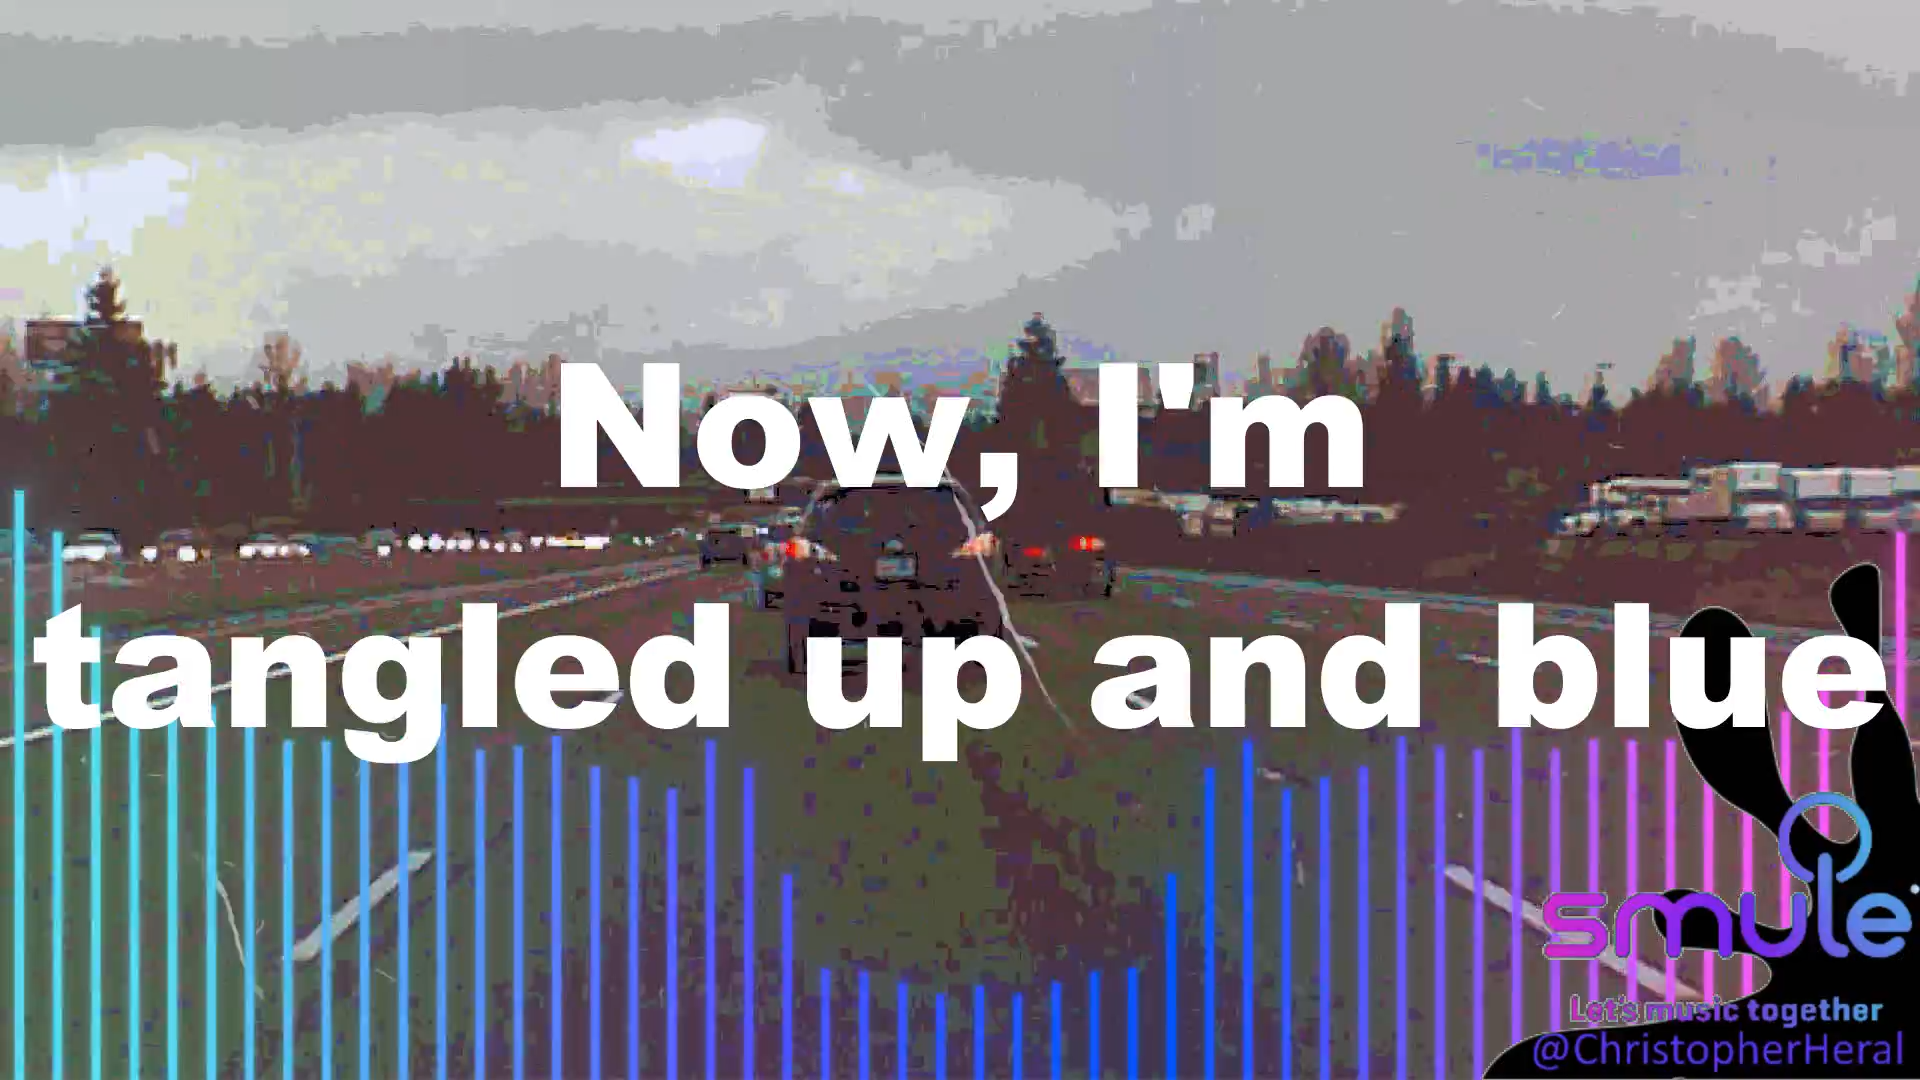 Now, I'm
tangled up and blue
smule
Let's music together
@ChristopherHeral